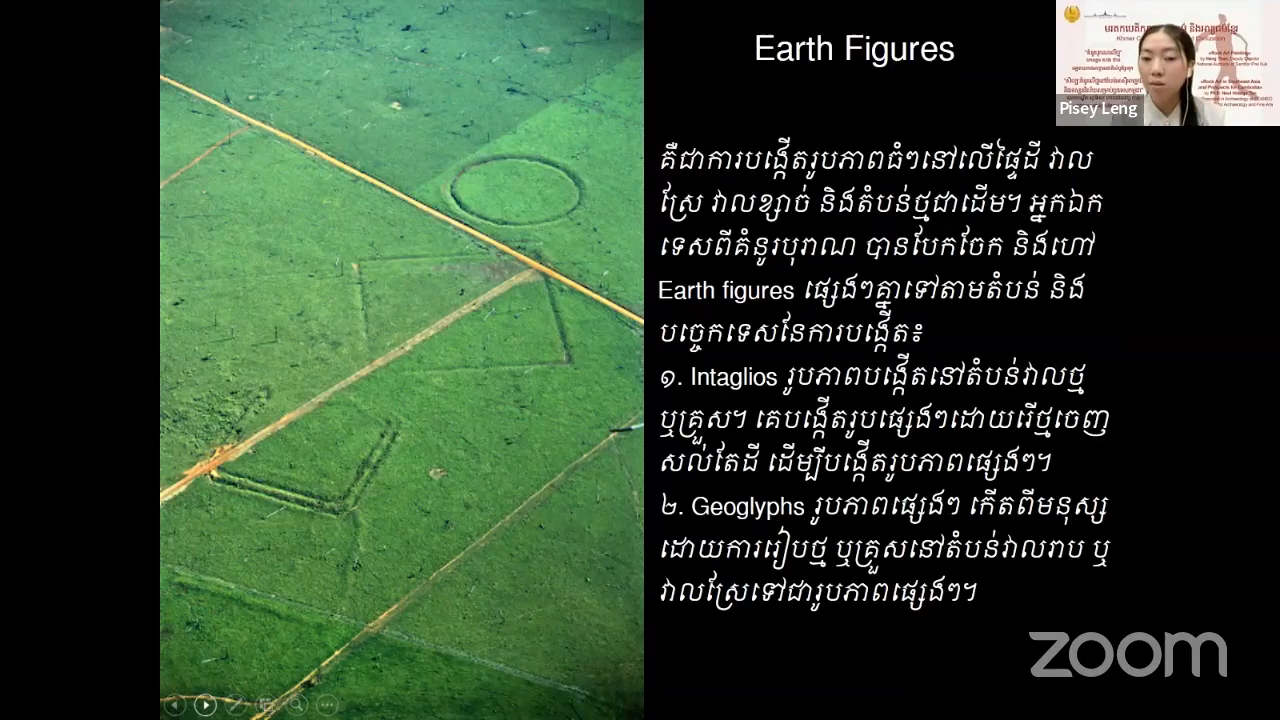 Earth Figures
គឺជាការបង្កើតរូបភាពធំៗនៅលើផ្ទៃដី វាល
ស្រែ វាលខ្សាច់ និងតំបន់ថ្មជាដើម។ អ្នកឯក
ទេសពីគំនូរបុរាណ បានបែកចែក និងហៅ
Earth figures ផ្សេងៗគ្នាទៅតាមតំបន់ និង
បច្ចេកទេសនៃការបង្កើត៖
១. Intaglios រូបភាពបង្កើតនៅតំបន់វាលថ្ម
ឬគ្រួស។ គេបង្កើតរូបផ្សេងៗដោយរើថ្មចេញ
សល់តែដី ដើម្បីបង្កើតរូបភាពផ្សេងៗ។
២. Geoglyphs រូបភាពផ្សេងៗ កើតពីមនុស្ស
ដោយការរៀបថ្ម ឬគ្រួសនៅតំបន់វាលរាប ឬ
វាលស្រែទៅជារូបភាពផ្សេងៗ។
Pisey Leng
zoom